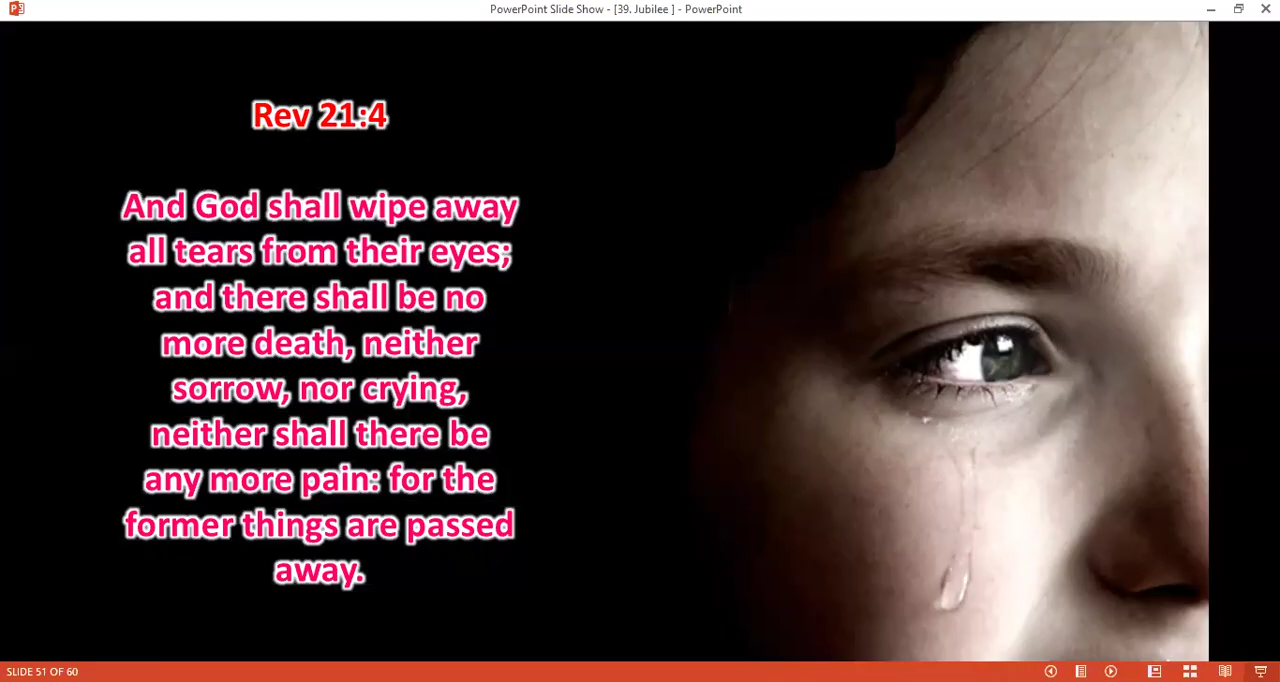 PowerPoint Slide Show - [39. Jubilee ] - PowerPoint
Rev 21:4
And God shall wipe away
all tears from their eyes;
and there shall be no
more death, neither
sorrow, nor crying,
neither shall there be
any more pain: for the
former things are passed
away.
SLIDE 51 OF 60